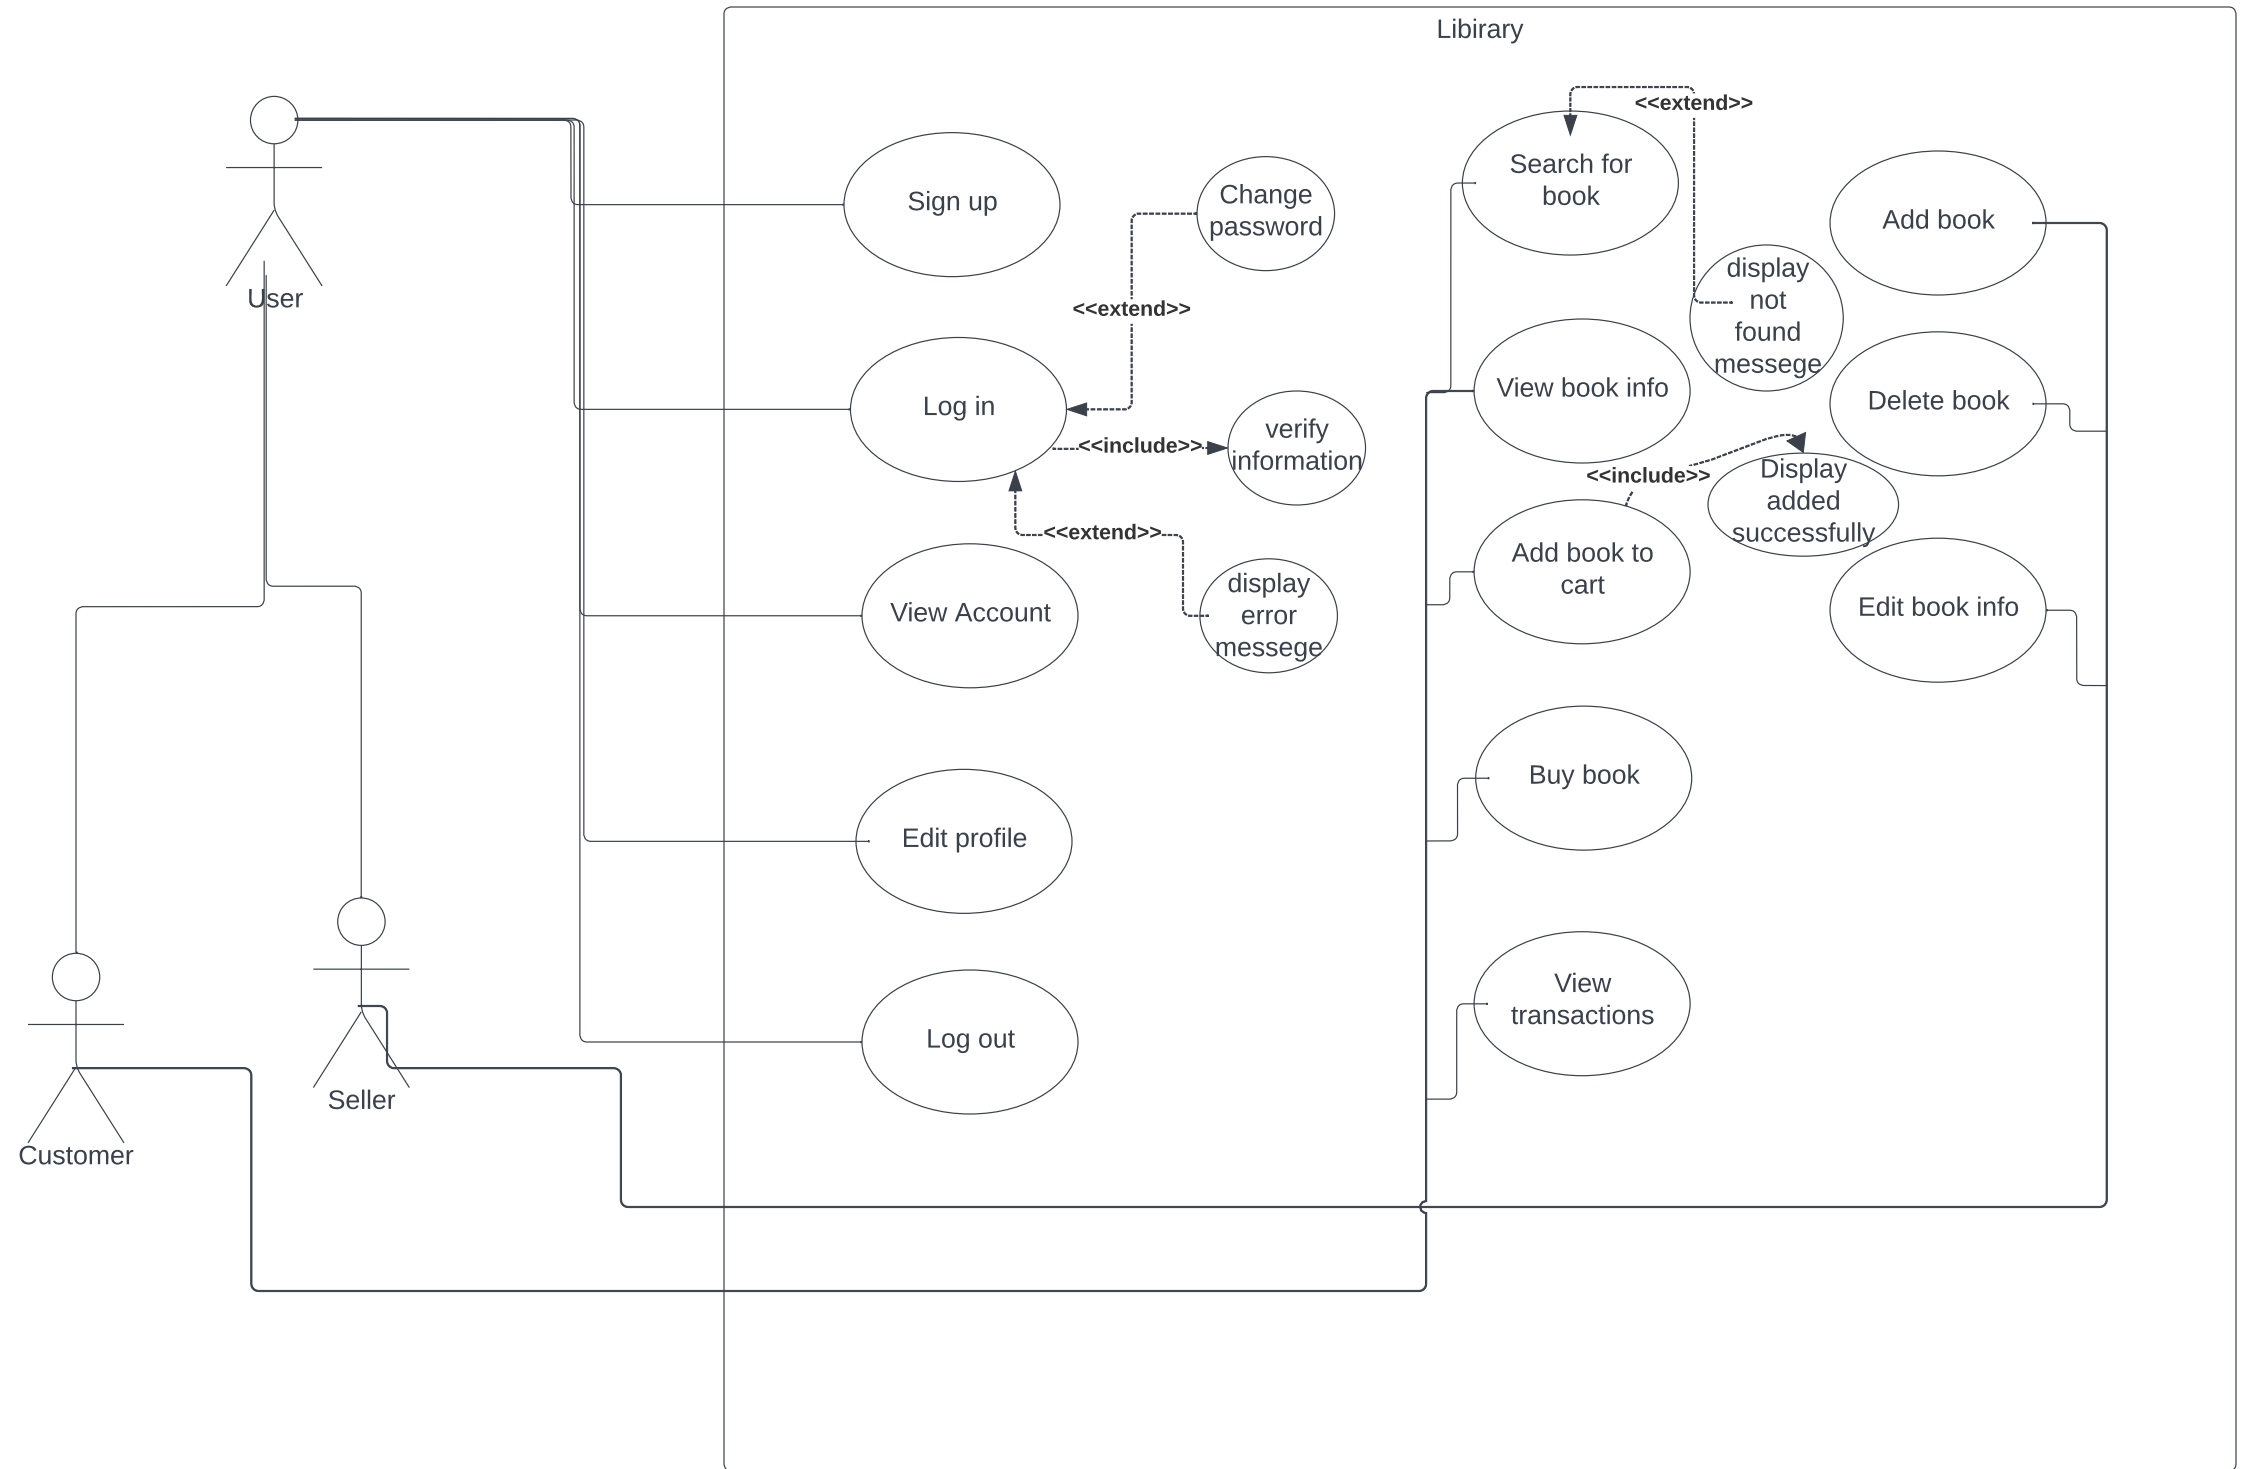 Libirary
User
Customer
Seller
Sign up
Change
password
<<extend>>
Log in
<<include>>
verify
information
<<extend>>
View Account
display
error
messege
Edit profile
Log out
<<extend>>
Search for
book
display
not
found
messege
View book info
<<include>>
Display
added
successfully
Add book to
cart
Buy book
View
transactions
Add book
Delete book
Edit book info